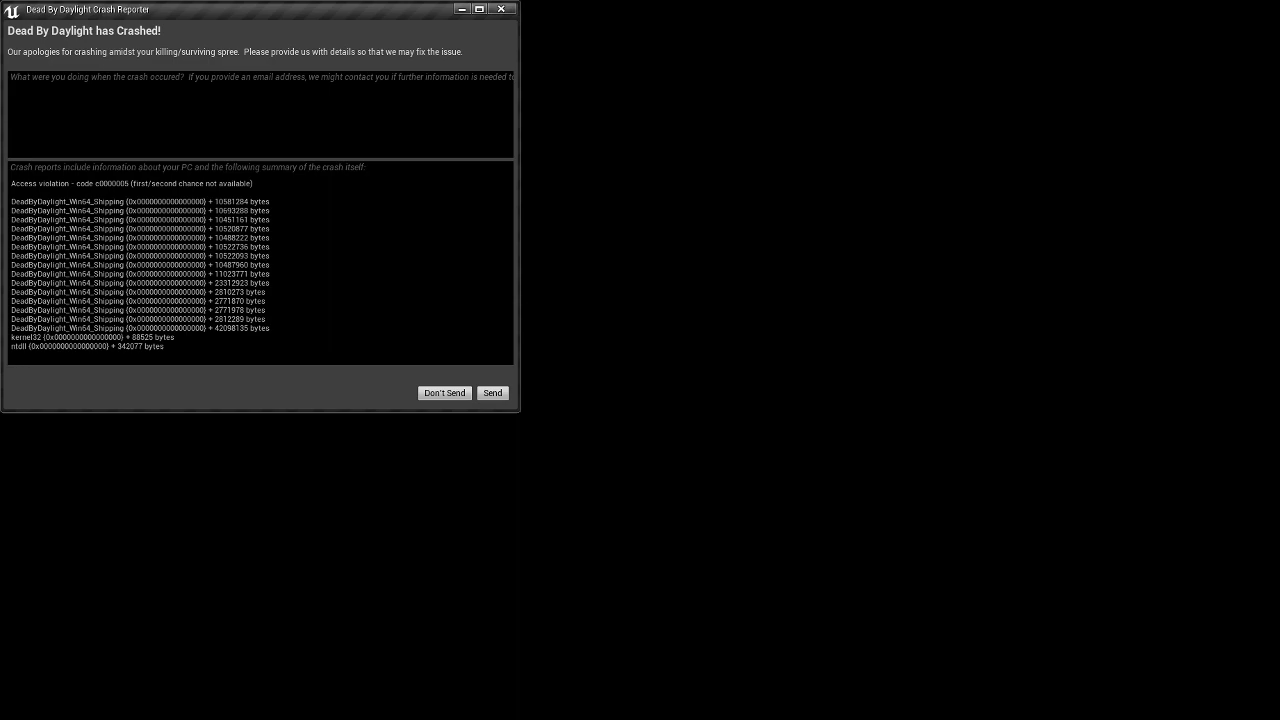 Dead By Daylight Crash Reporter
Dead By Daylight has Crashed!
Our apologies for crashing amidst your killing/surviving spree. Please provide us with details so that we may fix the issue.
What were you doing when the crash occured? If you provide an email address, we might contact you if further information is needed to
Crash reports include information about your PC and the following summary of the crash itself:
Access violation - code c0000005 (first/second chance not available)
DeadByDaylight_Win64_Shipping {0x0000000000000000} + 10581284 bytes
DeadByDaylight_Win64_Shipping {0x0000000000000000} + 10693288 bytes
DeadByDaylight_Win64_Shipping {0x0000000000000000} + 10451161 bytes
DeadByDaylight_Win64_Shipping {0x0000000000000000} + 10520877 bytes
DeadByDaylight_Win64_Shipping {0x0000000000000000} + 10488222 bytes
DeadByDaylight_Win64_Shipping {0x0000000000000000} + 10522736 bytes
DeadByDaylight_Win64_Shipping {0x0000000000000000} + 10522093 bytes
DeadByDaylight_Win64_Shipping {0x0000000000000000} + 10487960 bytes
DeadByDaylight_Win64_Shipping {0x0000000000000000} + 11023771 bytes
DeadByDaylight_Win64_Shipping {0x0000000000000000} + 23312923 bytes
DeadByDaylight_Win64_Shipping {0x0000000000000000} + 2810273 bytes
DeadByDaylight_Win64_Shipping {0x0000000000000000} + 2771870 bytes
DeadByDaylight_Win64_Shipping {0x0000000000000000} + 2771978 bytes
DeadByDaylight_Win64_Shipping {0x0000000000000000} + 2812289 bytes
DeadByDaylight_Win64_Shipping {0x0000000000000000} + 42098135 bytes
kernel32 {0x0000000000000000} + 88525 bytes
ntdll {0x0000000000000000} + 342077 bytes
Don't Send
Send